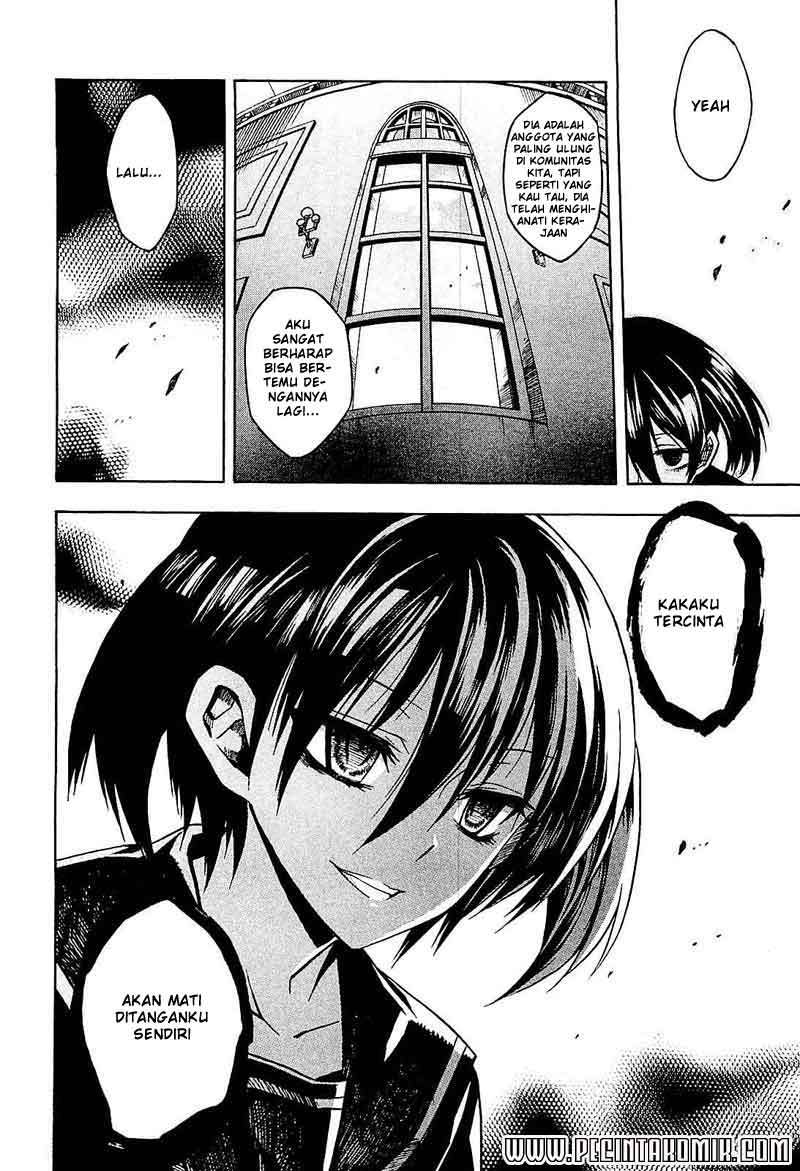 YEAH
DIA ADALAH
ANGGOTA YANG
PALING ULUNG
DI KOMUNITAS
KITA, TAPI
SEPERTI YANG
KAU TAU, DIA
TELAH MENGHI-
ANATI KERA-
JAAN
AKU
SANGAT
BERHARAP
BISA BER-
TEMU DE-
NGANNYA
LAGI...
LALU...
KAKAKU
TERCINTA
AKAN MATI
DITANGANKU
SENDIRI
WWW.PECINTAKOMIK.COM